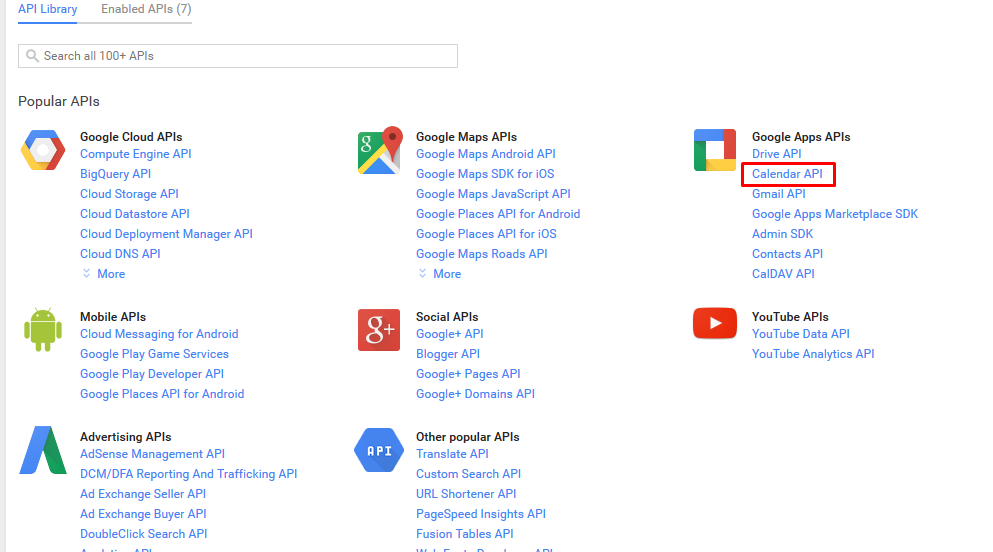 API Library
Enabled APIs (7)
Search all 100+ APIs
Popular APIs
Google Cloud APIs
Compute Engine API
BigQuery API
Cloud Storage API
Cloud Datastore API
Cloud Deployment Manager API
Cloud DNS API
More
Google Maps APIs
Google Maps Android API
Google Maps SDK for iOS
Google Maps JavaScript API
Google Places API for Android
Google Places API for iOS
Google Maps Roads API
More
Google Apps APIs
Drive API
Calendar API
Gmail API
Google Apps Marketplace SDK
Admin SDK
Contacts API
CalDAV API
Mobile APIs
Cloud Messaging for Android
Google Play Game Services
Google Play Developer API
Google Places API for Android
g+
Social APIs
Google+ API
Blogger API
Google+ Pages API
Google+ Domains API
YouTube APIs
YouTube Data API
YouTube Analytics API
Advertising APIs
AdSense Management API
DCM/DFA Reporting And Trafficking API
Ad Exchange Seller API
Ad Exchange Buyer API
DoubleClick Search API
API
Other popular APIs
Translate API
Custom Search API
URL Shortener API
PageSpeed Insights API
Fusion Tables API